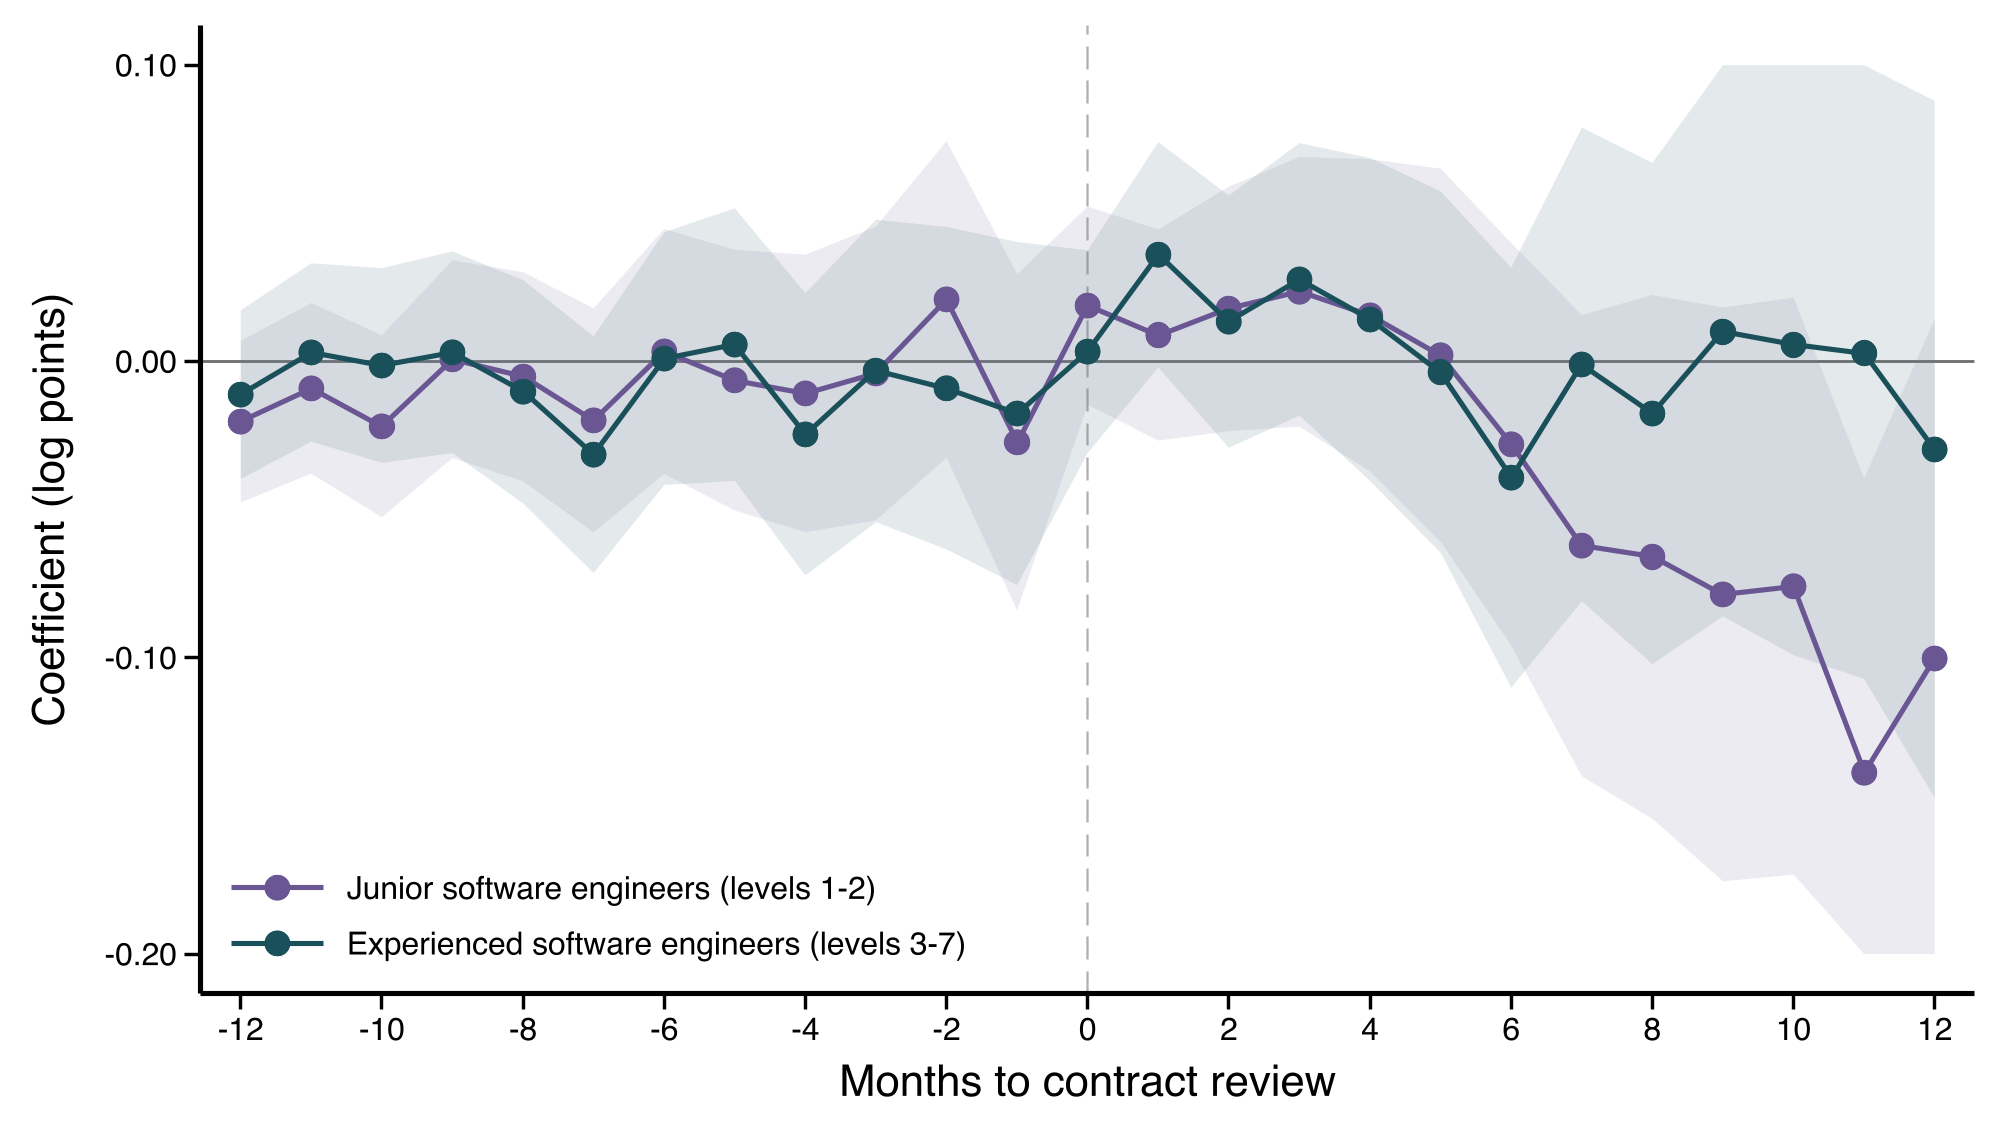 0.10
0.00
-0.10
-0.20
Coefficient (log points)
Junior software engineers (levels 1-2)
Experienced software engineers (levels 3-7)
-12 -10 -8 -6 -4 -2 0 2 4 6 8 10 12
Months to contract review